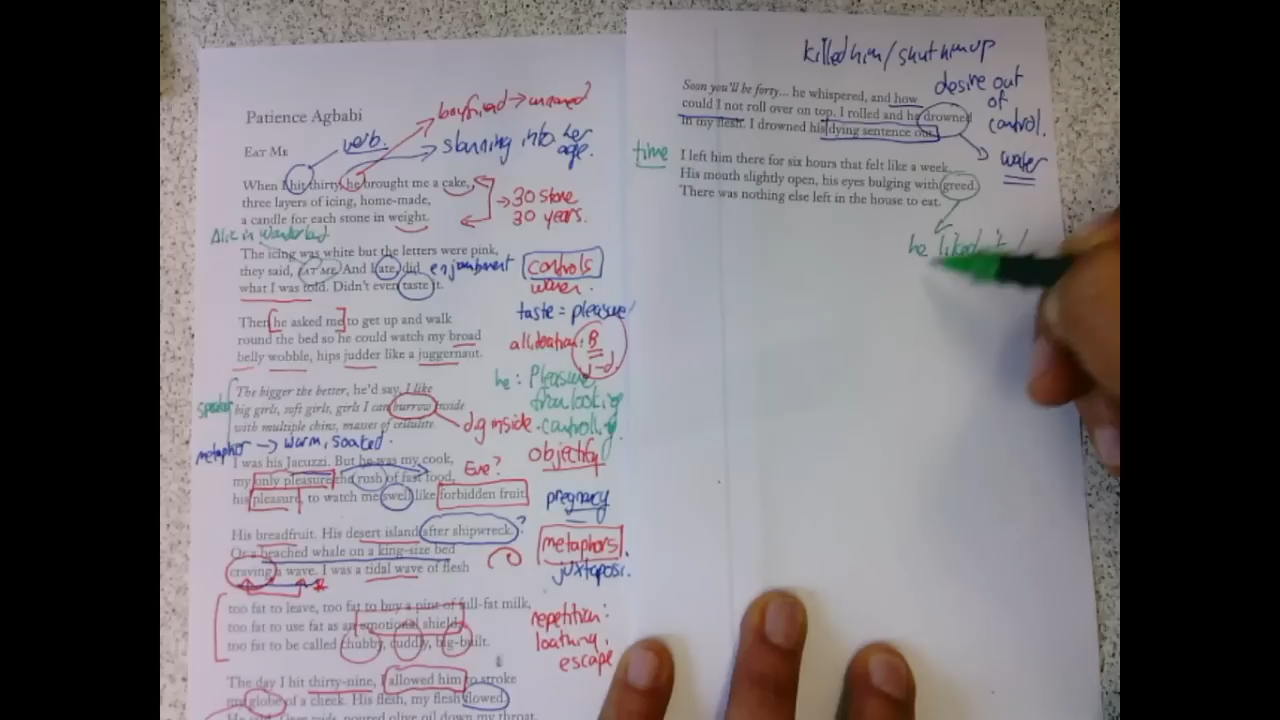 Patience Agbabi
EAT ME
When I hit thirty, he brought me a cake,
three layers of icing, home-made,
a candle for each stone in weight.
The icing was white but the letters were pink,
they said, EAT ME. And I ate, did
what I was told. Didn't even taste it.
Then he asked me to get up and walk
round the bed so he could watch my broad
belly wobble, hips judder like a juggernaut.
The bigger the better, he'd say, I like
big girls, soft girls, girls I can burrow inside
with multiple chins, masses of cellulite.
I was his Jacuzzi. But he was my cook,
my only pleasure the rush of fast food,
his pleasure, to watch me swell like forbidden fruit.
His breadfruit. His desert island after shipwreck.
Or a beached whale on a king-size bed
craving a wave. I was a tidal wave of flesh
too fat to leave, too fat to buy a pint of full-fat milk,
too fat to use fat as an emotional shield,
too fat to be called chubby, cuddly, big-built.
The day I hit thirty-nine, I allowed him to stroke
my globe of a cheek. His flesh, my flesh flowed.
poured olive oil down my throat.
verb.
boyfriend → unnamed
slamming into her
age.
30 stone
30 years.
Alice in Wonderland
enjambment
controls
women.
taste = pleasure
alliteration: B
J-d
he: Pleasure
from looking
controlling
speaker
dig inside
objectify
metaphor → warm, soaked.
Eve?
pregnancy
?
metaphors.
juxtaposi.
repetition:
loathing.
escape
killed him / shut him up
Soon you'll be forty... he whispered, and how
could I not roll over on top. I rolled and he drowned
in my flesh. I drowned his dying sentence out.
desire out
of
control.
water
time
I left him there for six hours that felt like a week.
His mouth slightly open, his eyes bulging with greed.
There was nothing else left in the house to eat.
he liked it